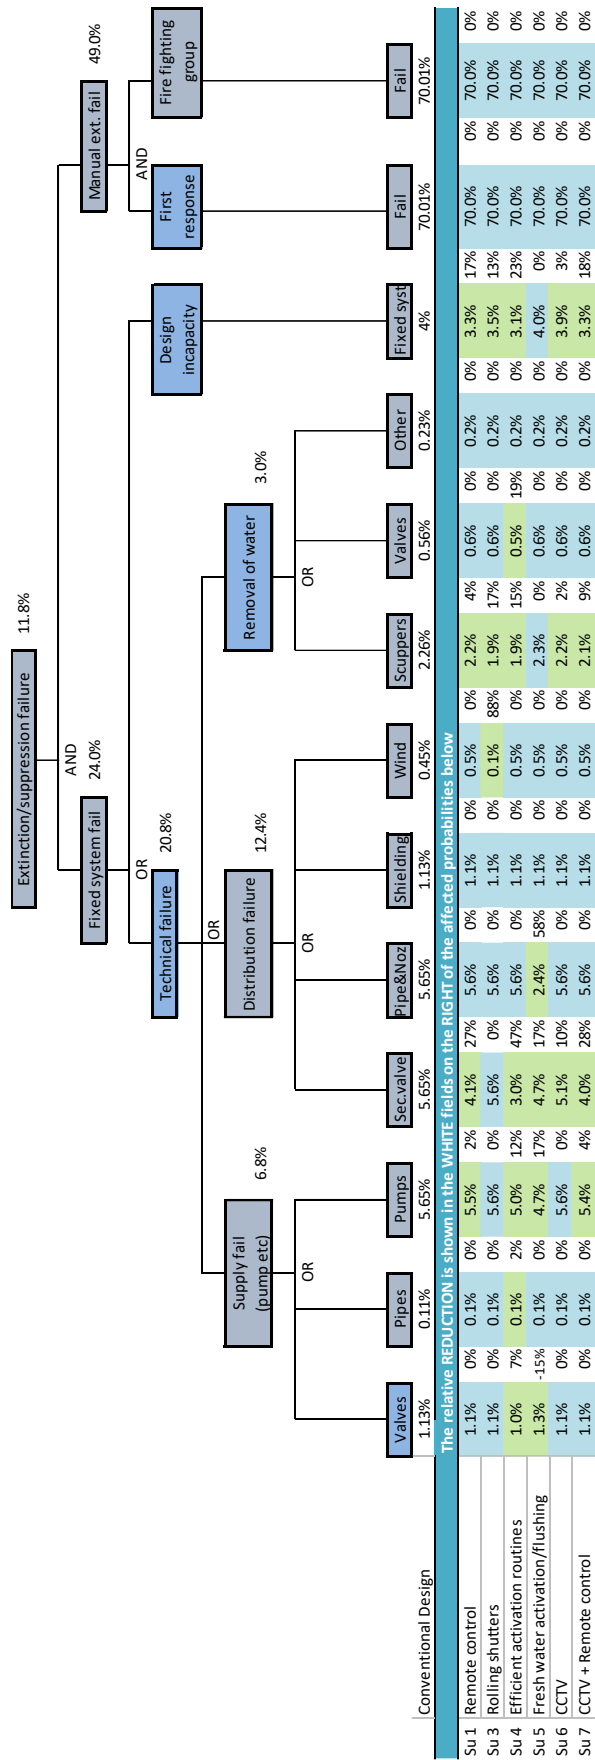 Extinction/suppression failure
11.8%
AND
Fixed system fail
24.0%
Manual ext. fail
49.0%
OR
AND
Technical failure
20.8%
Design
incapacity
First
response
Fire fighting
group
OR
Supply fail
(pump etc)
6.8%
Distribution failure
12.4%
Removal of water
3.0%
OR
OR
OR
Valves
Pipes
Pumps
Sec.valve
Pipe&Noz
Shielding
Wind
Scuppers
Valves
Other
Fixed syst
Fail
Fail
Conventional Design 1.13% 0.11% 5.65% 5.65% 5.65% 1.13% 0.45% 2.26% 0.56% 0.23% 4% 70.01% 70.01%
The relative REDUCTION is shown in the WHITE fields on the RIGHT of the affected probabilities below
Su 1 Remote control 1.1% 0% 0.1% 0% 5.5% 2% 4.1% 27% 5.6% 0% 1.1% 0% 0.5% 0% 2.2% 4% 0.6% 0% 0.2% 0% 3.3% 17% 70.0% 0% 70.0% 0%
Su 3 Rolling shutters 1.1% 0% 0.1% 0% 5.6% 0% 5.6% 0% 5.6% 0% 1.1% 0% 0.1% 88% 1.9% 17% 0.6% 0% 0.2% 0% 3.5% 13% 70.0% 0% 70.0% 0%
Su 4 Efficient activation routines 1.0% 7% 0.1% 2% 5.0% 12% 3.0% 47% 5.6% 0% 1.1% 0% 0.5% 0% 1.9% 15% 0.5% 19% 0.2% 0% 3.1% 23% 70.0% 0% 70.0% 0%
Su 5 Fresh water activation/flushing 1.3% -15% 0.1% 0% 4.7% 17% 4.7% 17% 2.4% 58% 1.1% 0% 0.5% 0% 2.3% 0% 0.6% 0% 0.2% 0% 4.0% 0% 70.0% 0% 70.0% 0%
Su 6 CCTV 1.1% 0% 0.1% 0% 5.6% 0% 5.1% 10% 5.6% 0% 1.1% 0% 0.5% 0% 2.2% 2% 0.6% 0% 0.2% 0% 3.9% 3% 70.0% 0% 70.0% 0%
Su 7 CCTV + Remote control 1.1% 0% 0.1% 0% 5.4% 4% 4.0% 28% 5.6% 0% 1.1% 0% 0.5% 0% 2.1% 9% 0.6% 0% 0.2% 0% 3.3% 18% 70.0% 0% 70.0% 0%